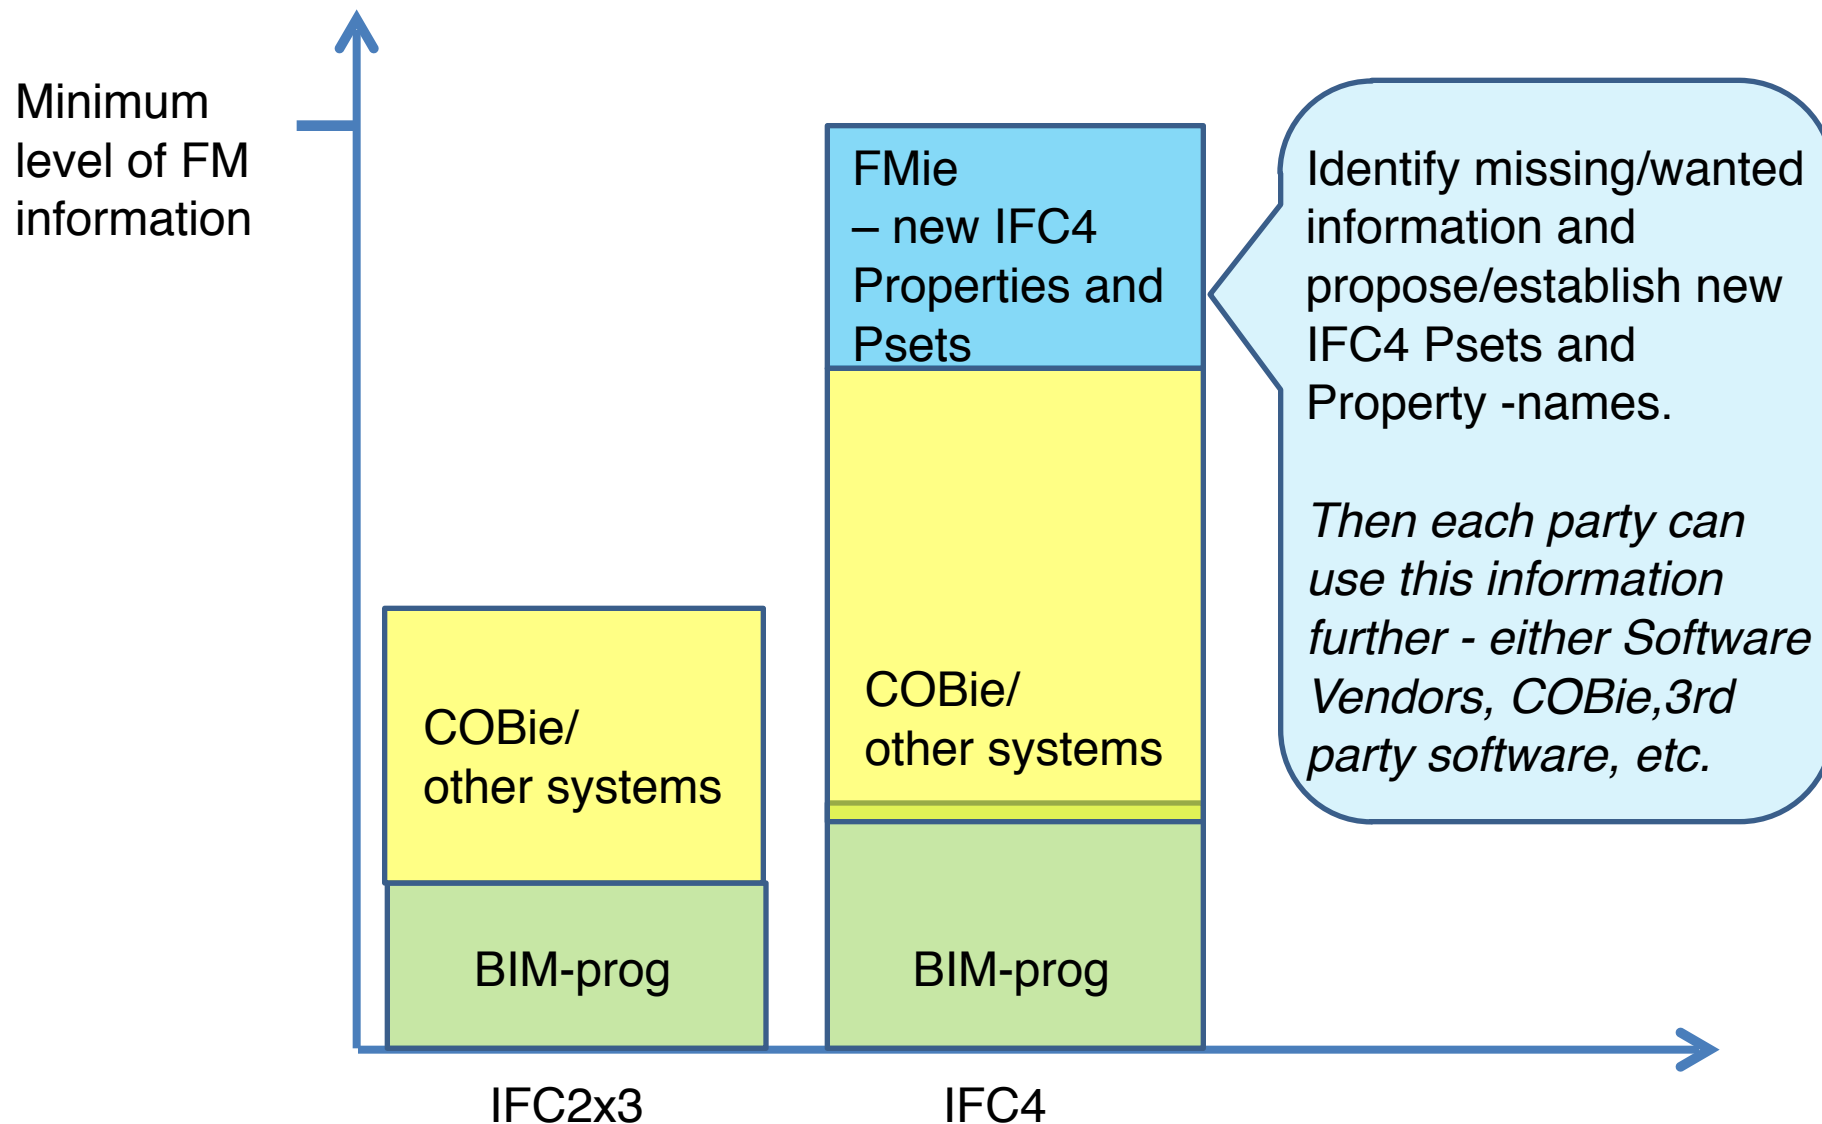 Minimum
level of FM
information
FMie
– new IFC4
Properties and
Psets
COBie/
other systems
BIM-prog
COBie/
other systems
BIM-prog
IFC2x3
IFC4
Identify missing/wanted
information and
propose/establish new
IFC4 Psets and
Property -names.
Then each party can
use this information
further - either Software
Vendors, COBie,3rd
party software, etc.